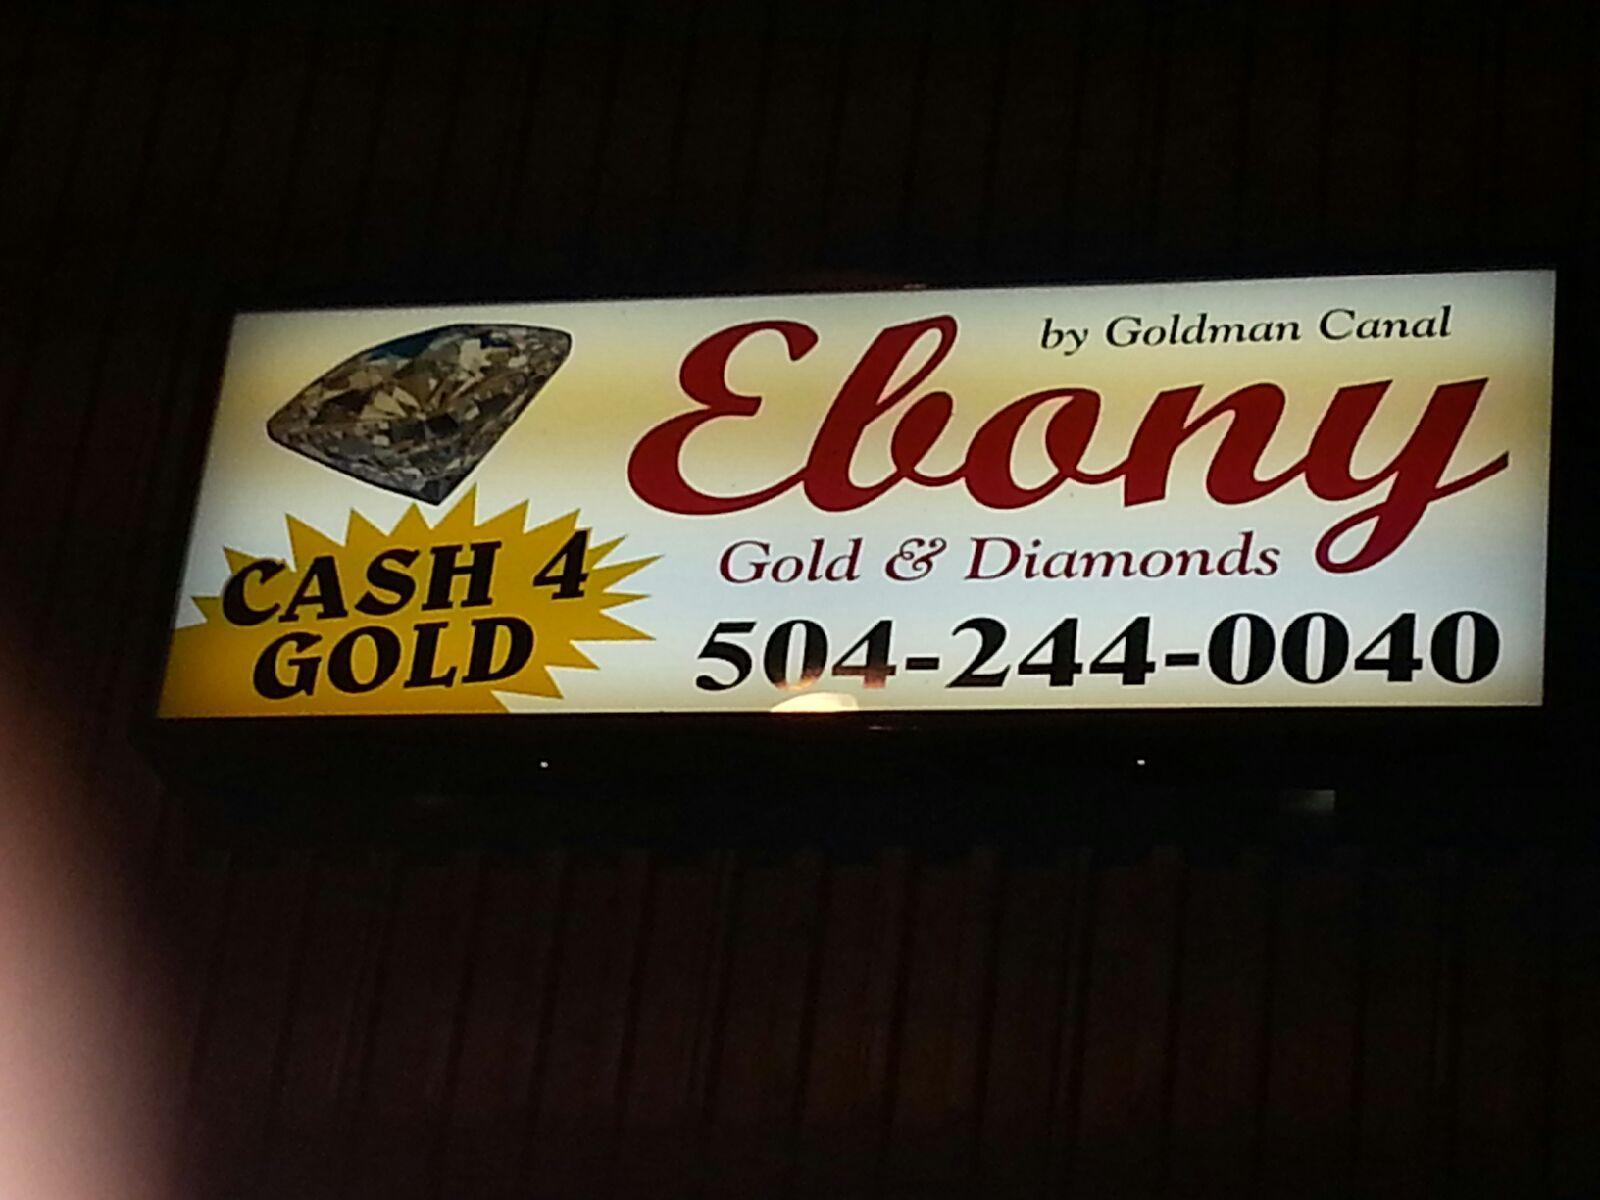 by Goldman Canal
Ebony
Gold & Diamonds
504-244-0040
CASH 4
GOLD